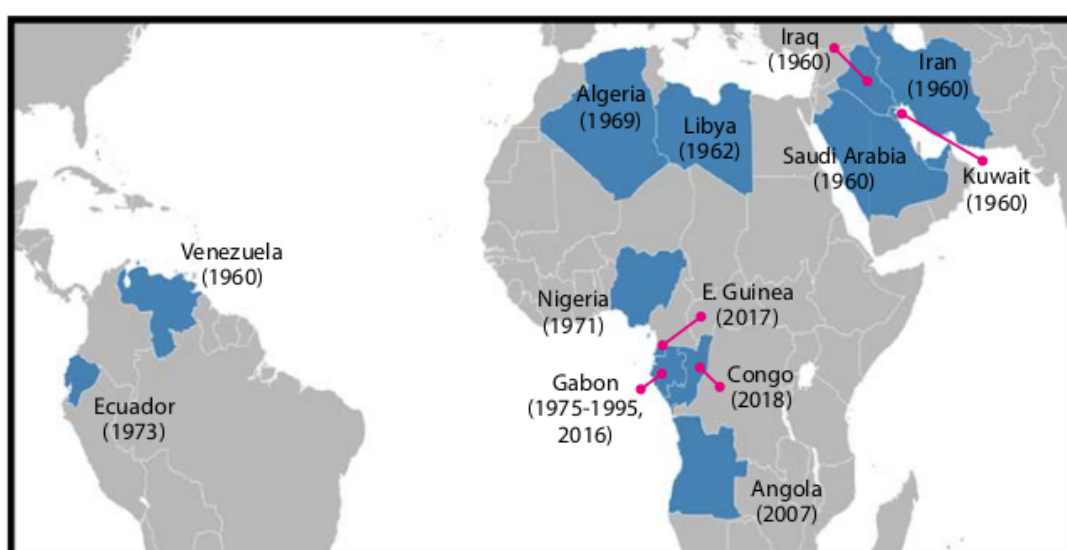 Iraq
(1960)
Iran
(1960)
Algeria
(1969)
Libya
(1962)
Saudi Arabia
(1960)
Kuwait
(1960)
Venezuela
(1960)
Nigeria
(1971)
E. Guinea
(2017)
Gabon
(1975-1995,
2016)
Congo
(2018)
Ecuador
(1973)
Angola
(2007)